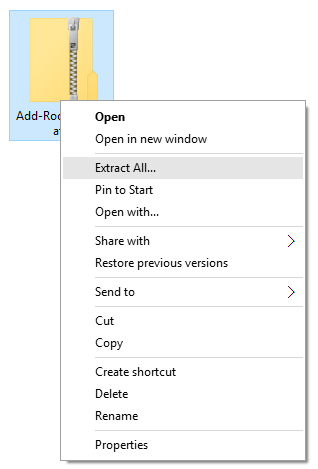 Add-Roo
Open
Open in new window
Extract All...
Pin to Start
Open with...
Share with
Restore previous versions
Send to
Cut
Copy
Create shortcut
Delete
Rename
Properties